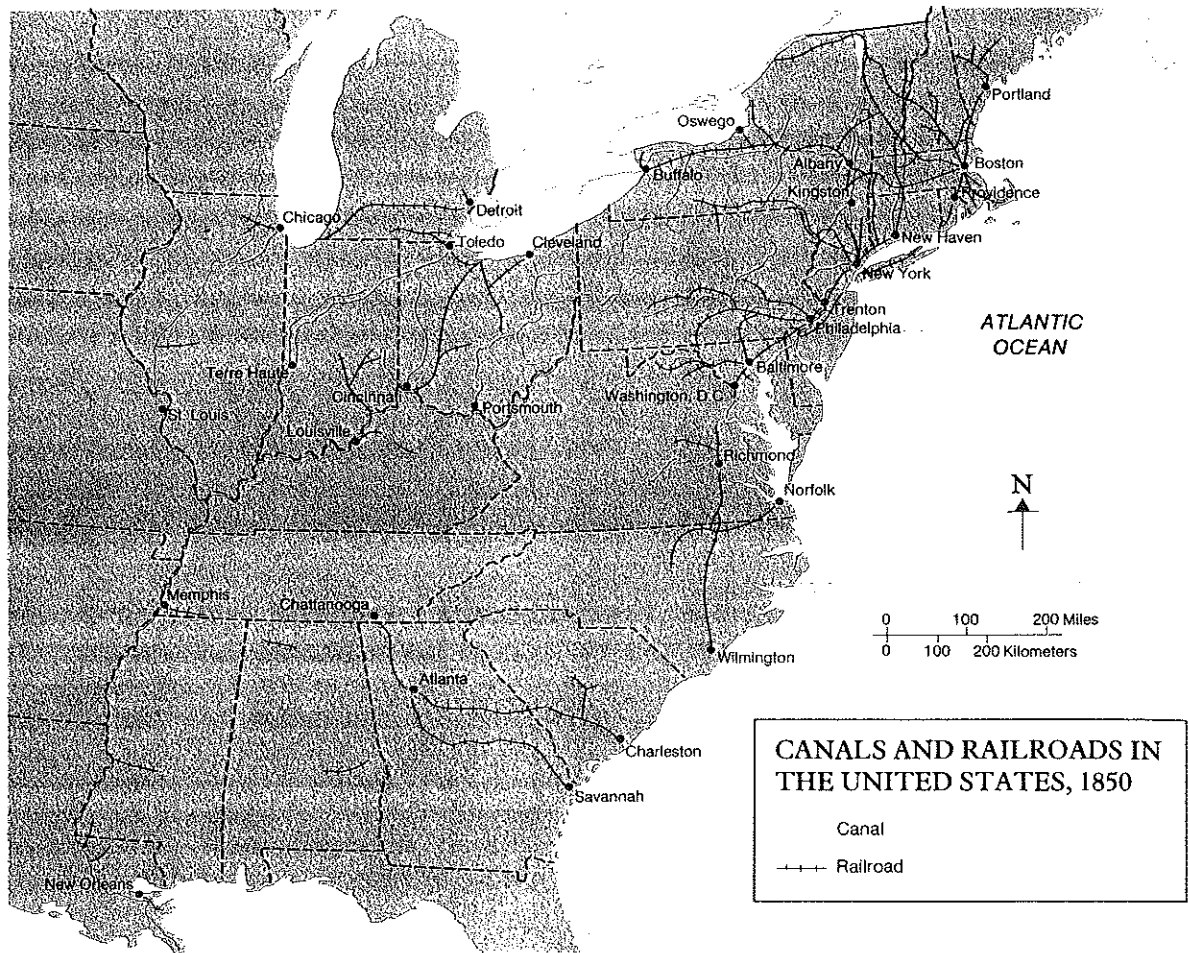 Portland
Oswego
Boston
Albany
Buffalo
Kingston
Providence
Detroit
Chicago
New Haven
Toledo
Cleveland
New York
Trenton
Philadelphia
ATLANTIC
OCEAN
Baltimore
Terre Haute
Cincinnati
Washington, D.C.
Portsmouth
St. Louis
Louisville
Richmond
Norfolk
N
Memphis
Chattanooga
0 100 200 Miles
0 100 200 Kilometers
Wilmington
Atlanta
Charleston
Savannah
CANALS AND RAILROADS IN
THE UNITED STATES, 1850
Canal
Railroad
New Orleans